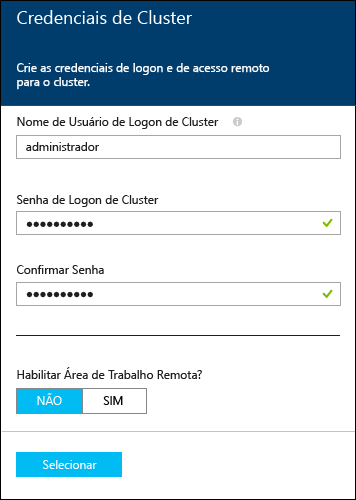 Credenciais de Cluster
Crie as credenciais de logon e de acesso remoto
para o cluster.
Nome de Usuário de Logon de Cluster
administrador
Senha de Logon de Cluster
●●●●●●●●●●
Confirmar Senha
●●●●●●●●●●
Habilitar Área de Trabalho Remota?
NÃO SIM
Selecionar